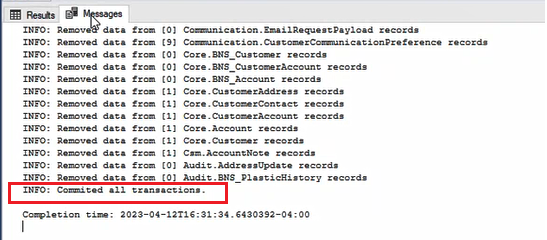 Results Messages
INFO: Removed data from [0] Communication.EmailRequestPayload records
INFO: Removed data from [9] Communication.CustomerCommunicationPreference records
INFO: Removed data from [0] Core.BNS_Customer records
INFO: Removed data from [0] Core.BNS_CustomerAccount records
INFO: Removed data from [0] Core.BNS_Account records
INFO: Removed data from [1] Core.CustomerAddress records
INFO: Removed data from [1] Core.CustomerContact records
INFO: Removed data from [1] Core.CustomerAccount records
INFO: Removed data from [1] Core.Account records
INFO: Removed data from [1] Core.Customer records
INFO: Removed data from [1] Csm.AccountNote records
INFO: Removed data from [0] Audit.AddressUpdate records
INFO: Removed data from [0] Audit.BNS_PlasticHistory records
INFO: Commited all transactions.
Completion time: 2023-04-12T16:31:34.6430392-04:00